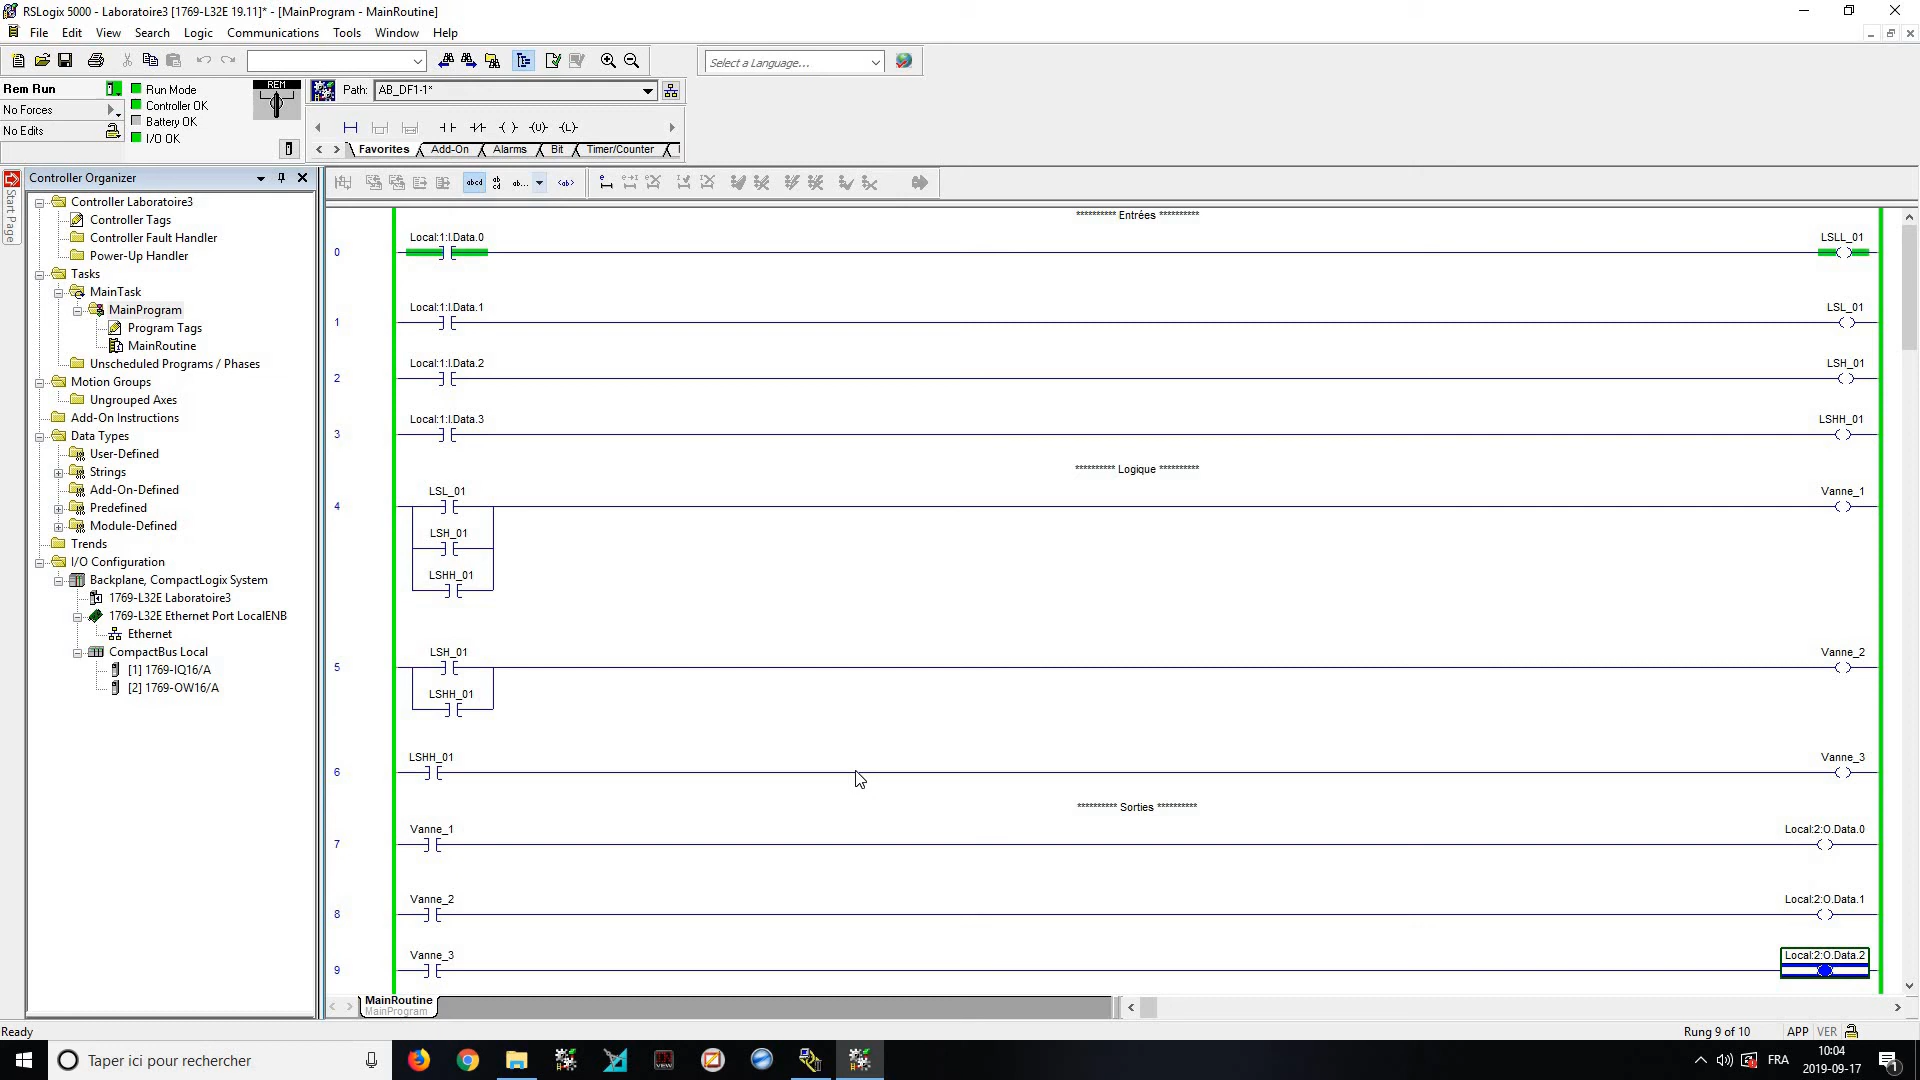 RSLogix 5000 - Laboratoire3 [1769-L32E 19.11]* - [MainProgram - MainRoutine]
File Edit View Search Logic Communications Tools Window Help
Select a Language...
Rem Run
No Forces
No Edits
Run Mode
Controller OK
Battery OK
I/O OK
REM
Path: AB_DF1-1*
Favorites Add-On Alarms Bit Timer/Counter
Start Page
Controller Organizer
Controller Laboratoire3
Controller Tags
Controller Fault Handler
Power-Up Handler
Tasks
MainTask
MainProgram
Program Tags
MainRoutine
Unscheduled Programs / Phases
Motion Groups
Ungrouped Axes
Add-On Instructions
Data Types
User-Defined
Strings
Add-On-Defined
Predefined
Module-Defined
Trends
I/O Configuration
Backplane, CompactLogix System
1769-L32E Laboratoire3
1769-L32E Ethernet Port LocalENB
Ethernet
CompactBus Local
[1] 1769-IQ16/A
[2] 1769-OW16/A
********** Entrées **********
Local:1:I.Data.0 LSLL_01
0
Local:1:I.Data.1 LSL_01
1
Local:1:I.Data.2 LSH_01
2
Local:1:I.Data.3 LSHH_01
3
********** Logique **********
LSL_01 Vanne_1
4
LSH_01
LSHH_01
LSH_01 Vanne_2
5
LSHH_01
LSHH_01 Vanne_3
6
********** Sorties **********
Vanne_1 Local:2:O.Data.0
7
Vanne_2 Local:2:O.Data.1
8
Vanne_3 Local:2:O.Data.2
9
MainRoutine
MainProgram
Ready
Rung 9 of 10 APP VER
Taper ici pour rechercher
FRA
10:04
2019-09-17
1